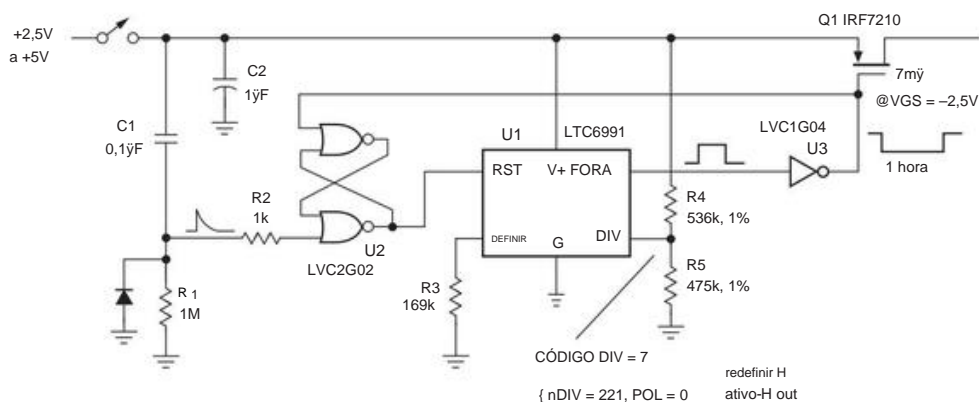 Q1 IRF7210
+2,5V
a +5V
7mÿ
@VGS = –2,5V
C2
1ÿF
C1
0,1ÿF
U1
LTC6991
LVC1G04
U3
1 hora
RST
V+ FORA
R2
1k
R4
536k, 1%
DEFINIR
G
DIV
U2
LVC2G02
R3
169k
R5
475k, 1%
R 1
1M
CÓDIGO DIV = 7
redefinir H
{ nDIV = 221, POL = 0
ativo-H out